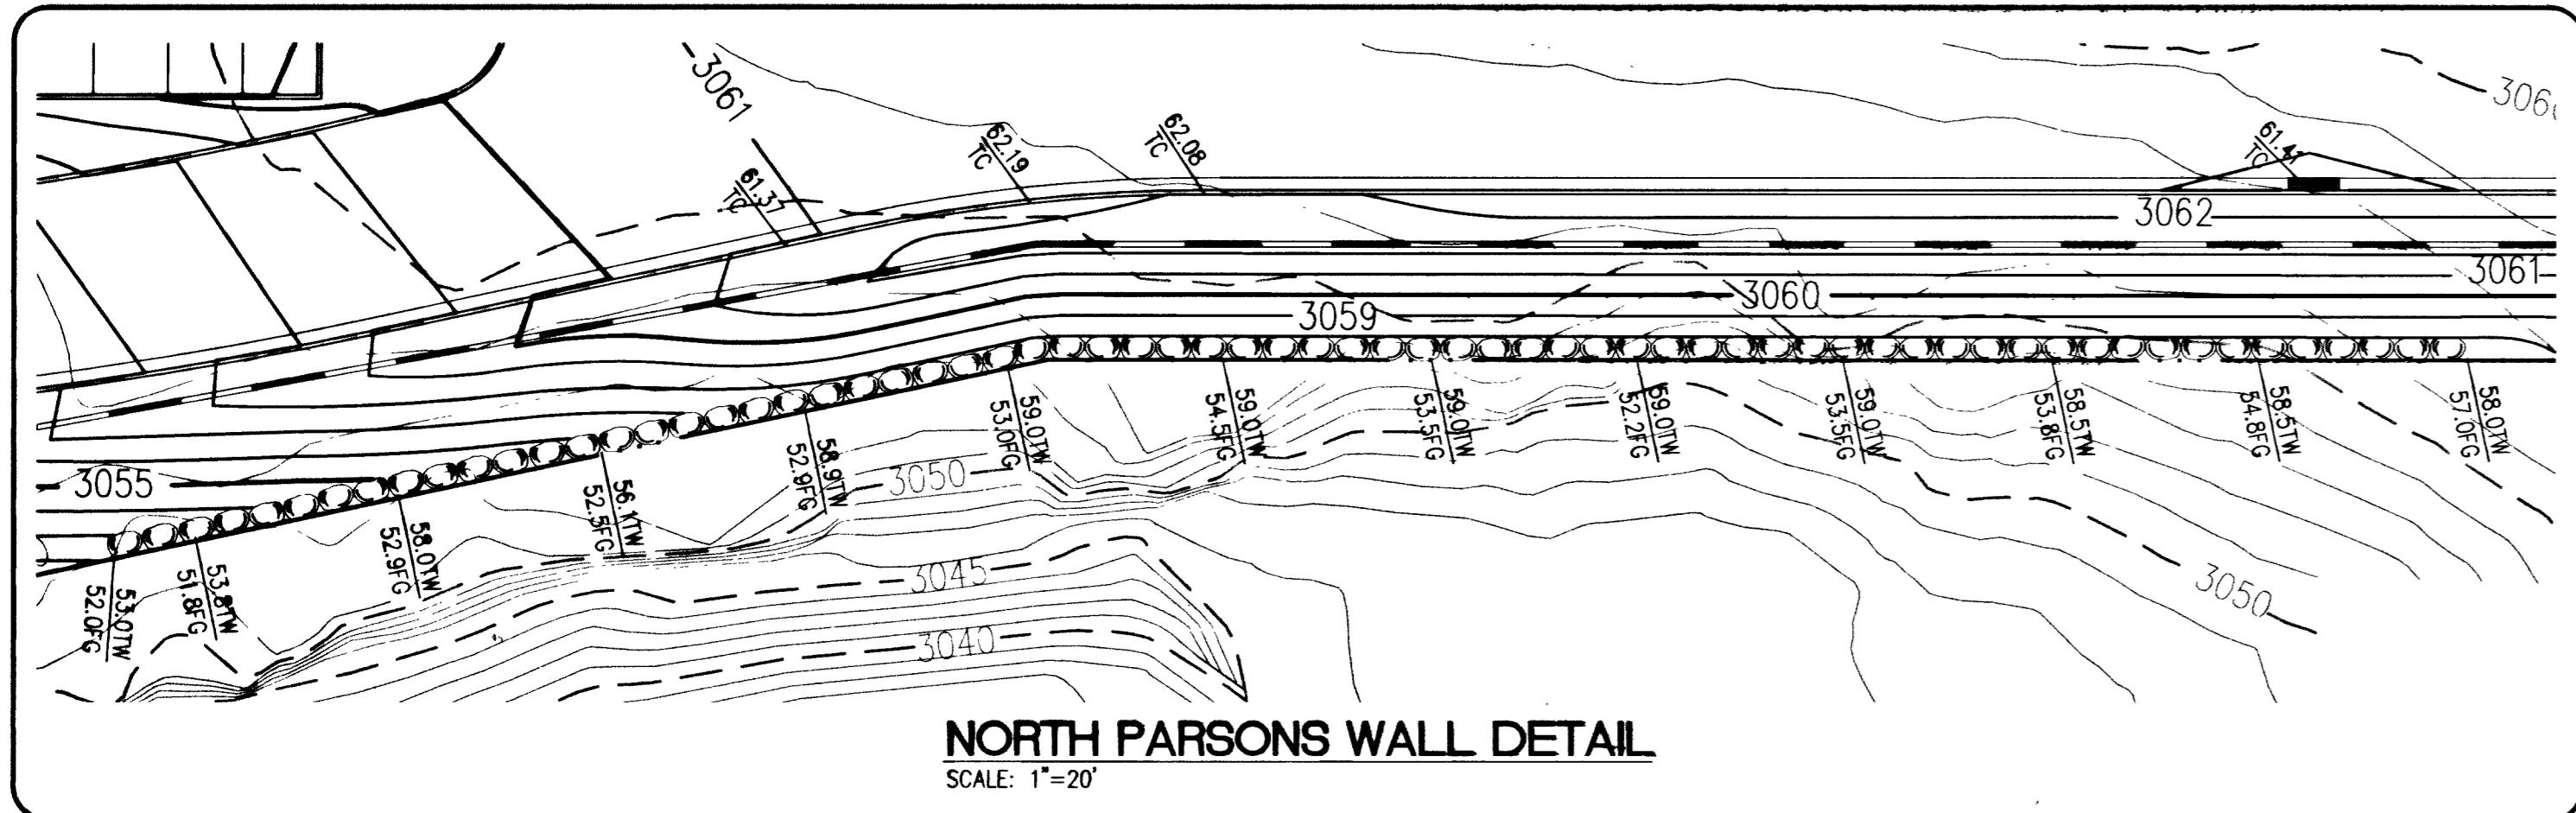 3061
3060
62.19
TC
62.08
TC
61.37
TC
TC
3062
3061
3060
3059
59.0TW
53.0FG
59.0TW
54.5FG
59.0TW
53.5FG
59.0TW
52.2FG
59.0TW
53.5FG
58.5TW
53.8FG
58.5TW
54.8FG
58.0TW
57.0FG
58.9TW
52.9FG
3050
3055
56.1TW
52.5FG
58.0TW
52.9FG
53.8TW
51.8FG
53.0TW
52.0FG
3045
3050
3040
NORTH PARSONS WALL DETAIL
SCALE: 1"=20'